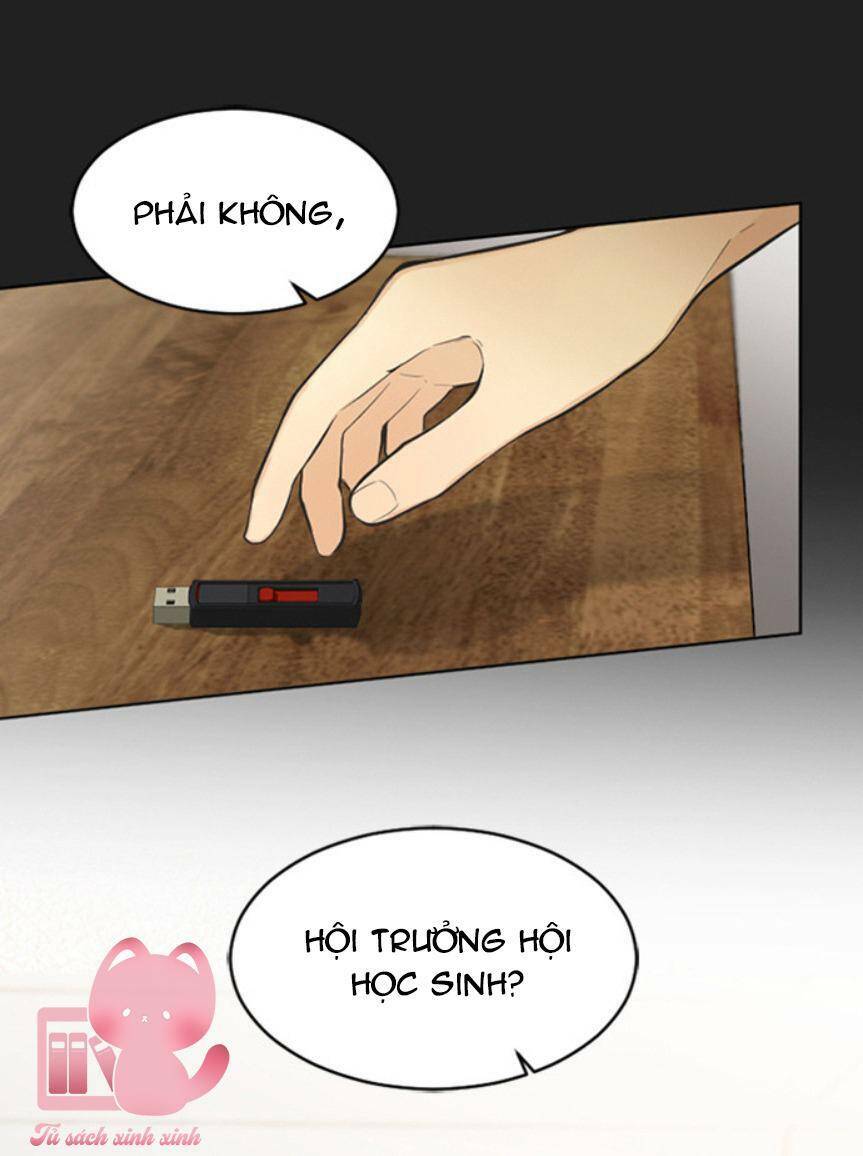 PHẢI KHÔNG,
HỘI TRƯỞNG HỘI
HỌC SINH?
Tủ sách xinh xinh